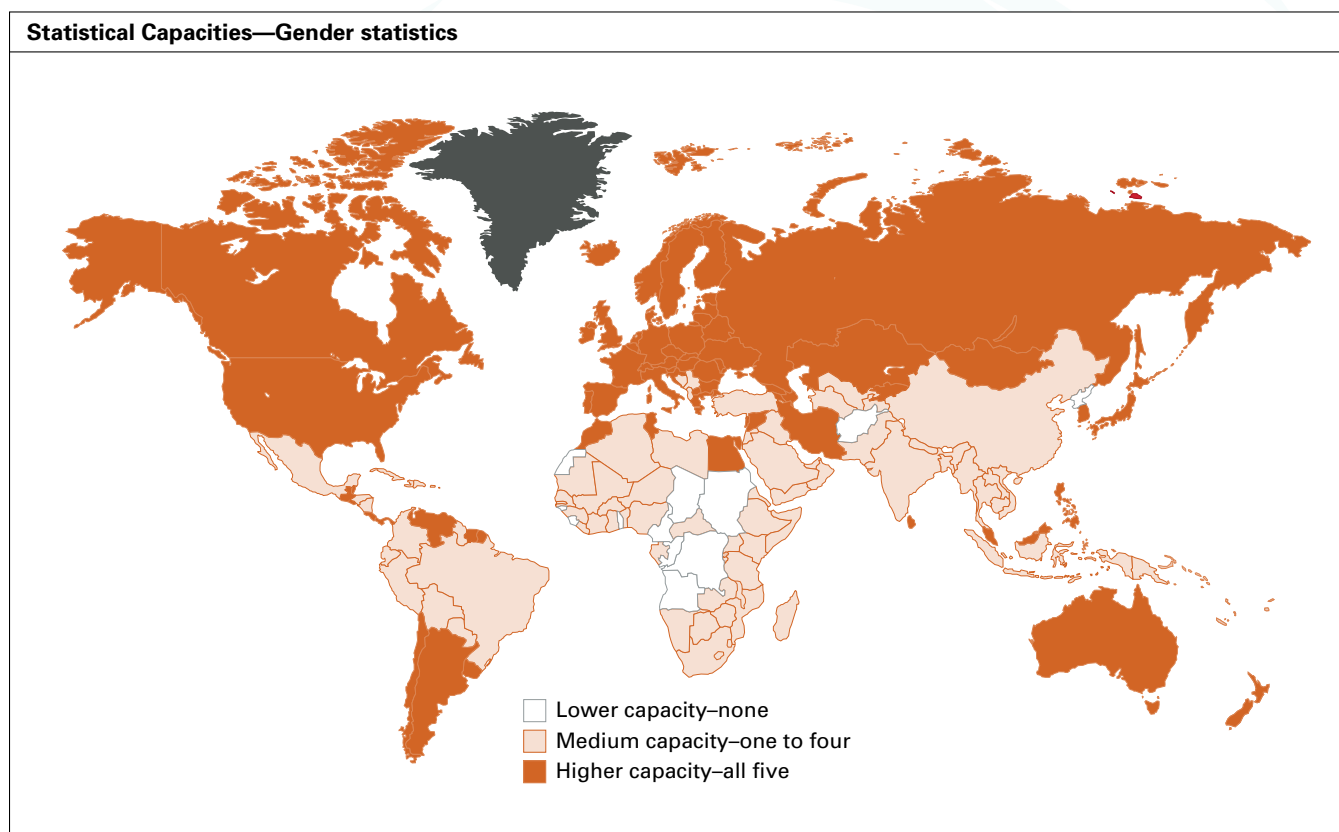 Statistical Capacities—Gender statistics
Lower capacity–none
Medium capacity–one to four
Higher capacity–all five